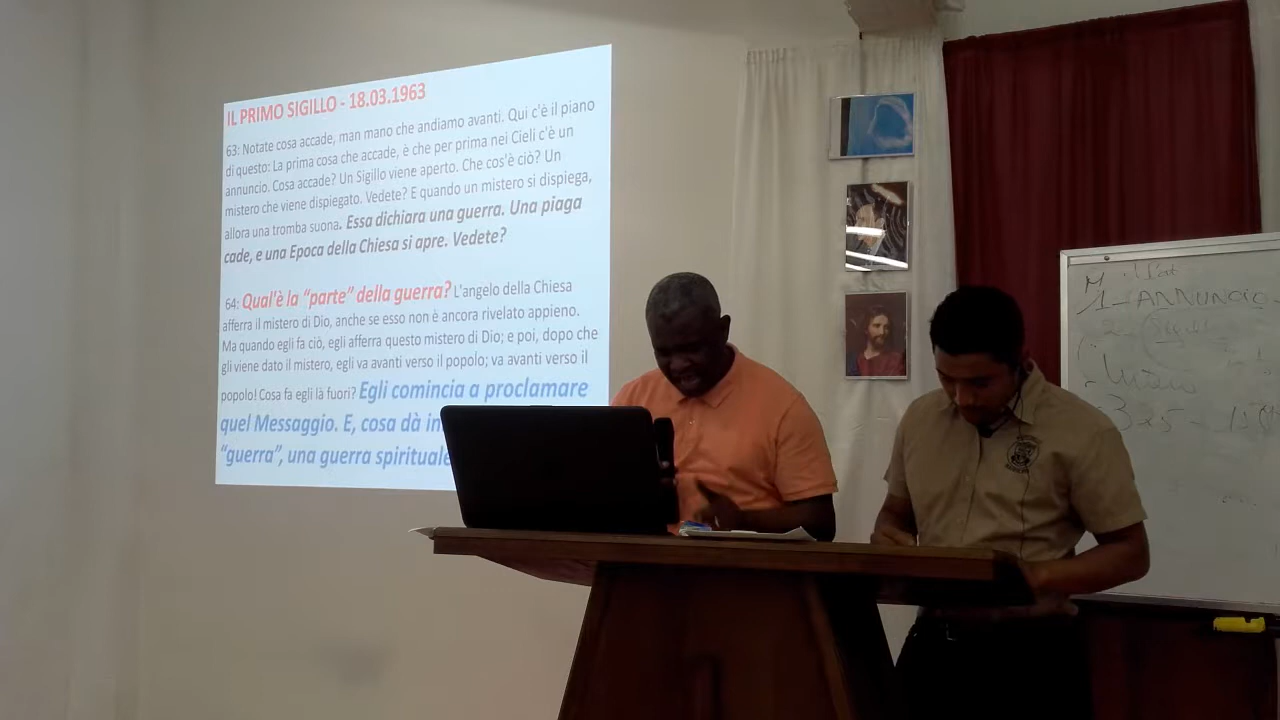 IL PRIMO SIGILLO - 18.03.1963
63: Notate cosa accade, man mano che andiamo avanti. Qui c'è il piano
di questo: La prima cosa che accade, è che per prima nei Cieli c'è un
annuncio. Cosa accade? Un Sigillo viene aperto. Che cos'è ciò? Un
mistero che viene dispiegato. Vedete? E quando un mistero si dispiega,
allora una tromba suona. Essa dichiara una guerra. Una piaga
cade, e una Epoca della Chiesa si apre. Vedete?
64: Qual'è la “parte” della guerra? L'angelo della Chiesa
afferra il mistero di Dio, anche se esso non è ancora rivelato appieno.
Ma quando egli fa ciò, egli afferra questo mistero di Dio; e poi, dopo che
gli viene dato il mistero, egli va avanti verso il popolo; va avanti verso il
popolo! Cosa fa egli là fuori? Egli comincia a proclamare
quel Messaggio. E, cosa dà in
“guerra”, una guerra spirituale
1- ANNUNCIO
2- Sigillo
3x5 - 15